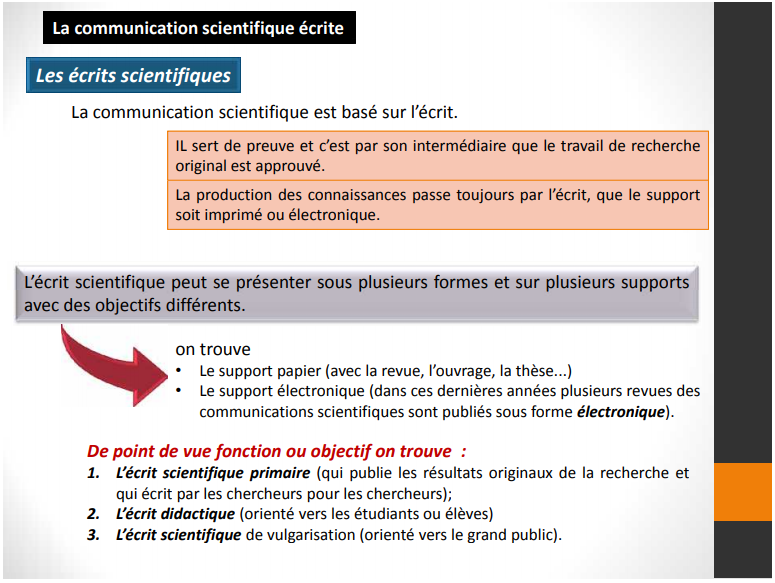 La communication scientifique écrite
Les écrits scientifiques
La communication scientifique est basé sur l'écrit.
IL sert de preuve et c'est par son intermédiaire que le travail de recherche
original est approuvé.
La production des connaissances passe toujours par l'écrit, que le support
soit imprimé ou électronique.
L'écrit scientifique peut se présenter sous plusieurs formes et sur plusieurs supports
avec des objectifs différents.
on trouve
• Le support papier (avec la revue, l'ouvrage, la thèse...)
• Le support électronique (dans ces dernières années plusieurs revues des
communications scientifiques sont publiés sous forme électronique).
De point de vue fonction ou objectif on trouve :
1. L'écrit scientifique primaire (qui publie les résultats originaux de la recherche et
qui écrit par les chercheurs pour les chercheurs);
2. L'écrit didactique (orienté vers les étudiants ou élèves)
3. L'écrit scientifique de vulgarisation (orienté vers le grand public).